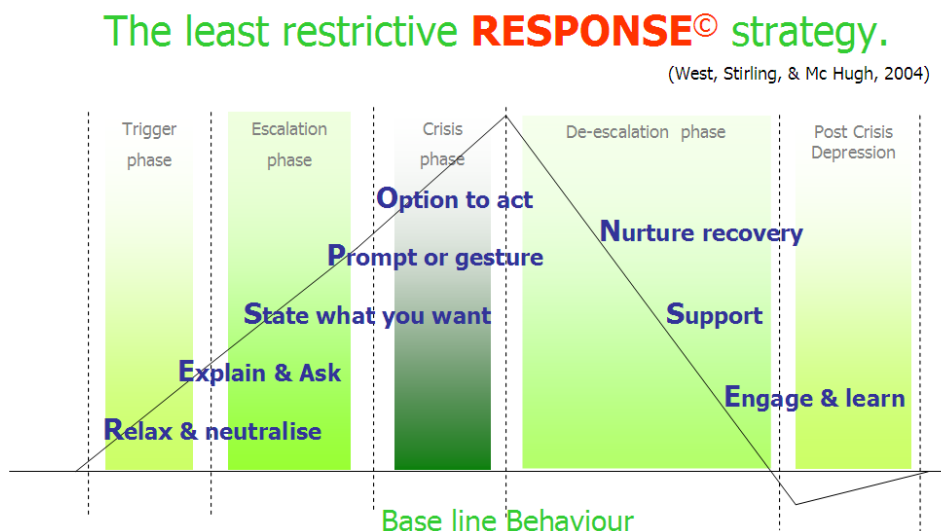 The least restrictive RESPONSE© strategy.
(West, Stirling, & Mc Hugh, 2004)
Trigger
phase
Escalation
phase
Crisis
phase
De-escalation phase
Post Crisis
Depression
Option to act
Nurture recovery
Prompt or gesture
State what you want
Support
Explain & Ask
Engage & learn
Relax & neutralise
Base line Behaviour